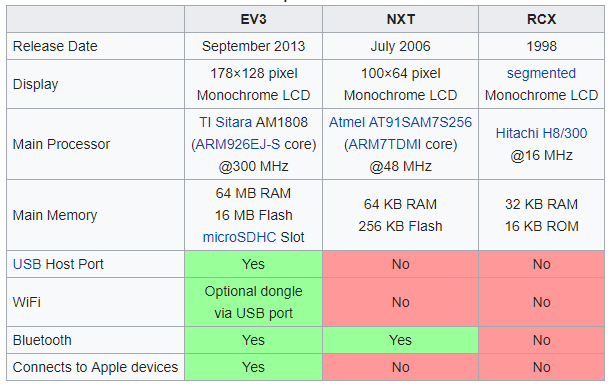 EV3 NXT RCX
Release Date September 2013 July 2006 1998
Display 178×128 pixel
Monochrome LCD 100×64 pixel
Monochrome LCD segmented
Monochrome LCD
Main Processor TI Sitara AM1808
(ARM926EJ-S core)
@300 MHz Atmel AT91SAM7S256
(ARM7TDMI core)
@48 MHz Hitachi H8/300
@16 MHz
Main Memory 64 MB RAM
16 MB Flash
microSDHC Slot 64 KB RAM
256 KB Flash 32 KB RAM
16 KB ROM
USB Host Port Yes No No
WiFi Optional dongle
via USB port No No
Bluetooth Yes Yes No
Connects to Apple devices Yes No No